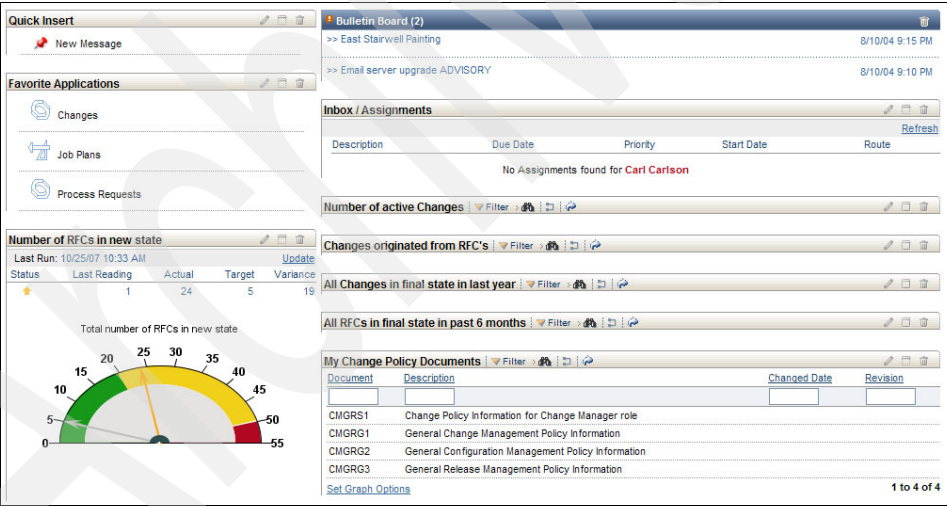 Quick Insert
New Message
Favorite Applications
Changes
Job Plans
Process Requests
Number of RFCs in new state
Last Run: 10/25/07 10:33 AM Update
Status Last Reading Actual Target Variance
1 24 5 19
Total number of RFCs in new state
0 5 10 15 20 25 30 35 40 45 50 55
Bulletin Board (2)
>> East Stairwell Painting 8/10/04 9:15 PM
>> Email server upgrade ADVISORY 8/10/04 9:10 PM
Inbox / Assignments
Refresh
Description Due Date Priority Start Date Route
No Assignments found for Carl Carlson
Number of active Changes Filter
Changes originated from RFC's Filter
All Changes in final state in last year Filter
All RFCs in final state in past 6 months Filter
My Change Policy Documents Filter
Document Description Changed Date Revision
CMGRS1 Change Policy Information for Change Manager role
CMGRG1 General Change Management Policy Information
CMGRG2 General Configuration Management Policy Information
CMGRG3 General Release Management Policy Information
Set Graph Options 1 to 4 of 4